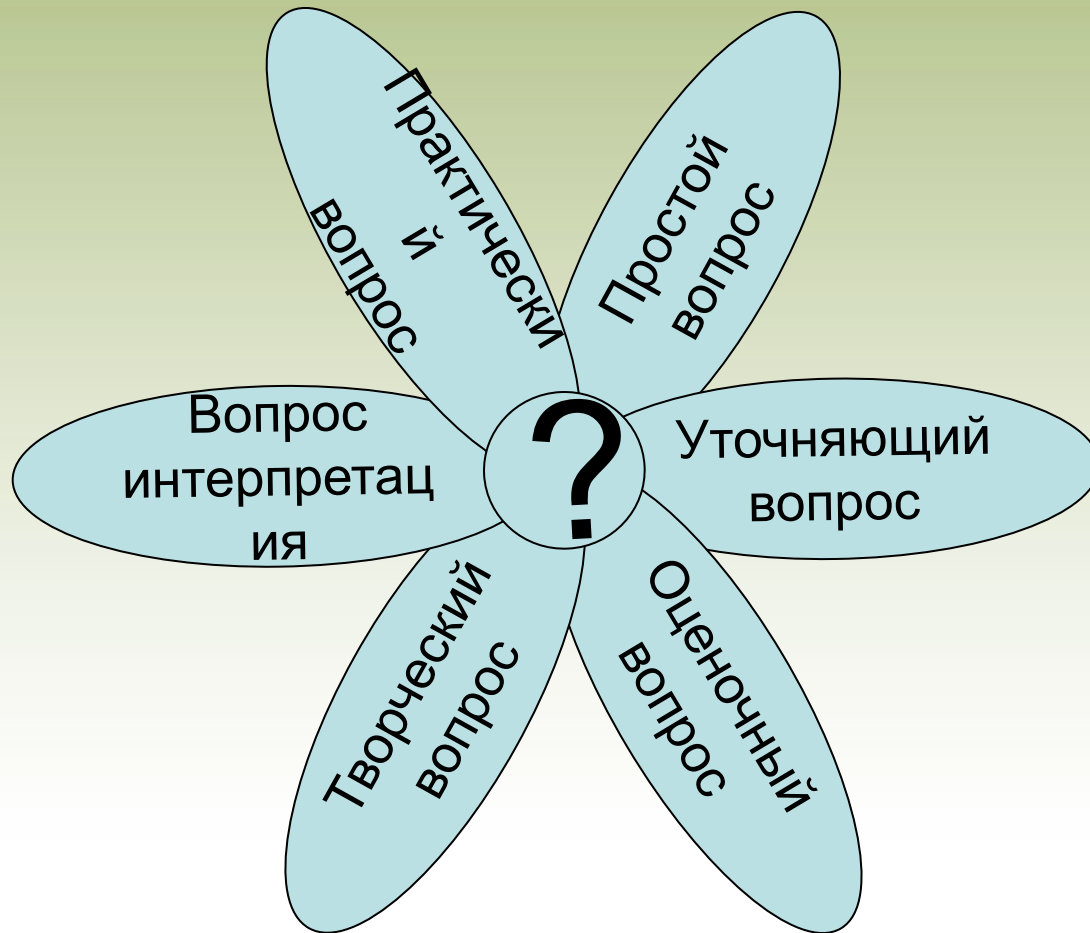 Практически
й
вопрос
Простой
вопрос
Вопрос
интерпретац
ия
?
Уточняющий
вопрос
Творческий
вопрос
Оценочный
вопрос